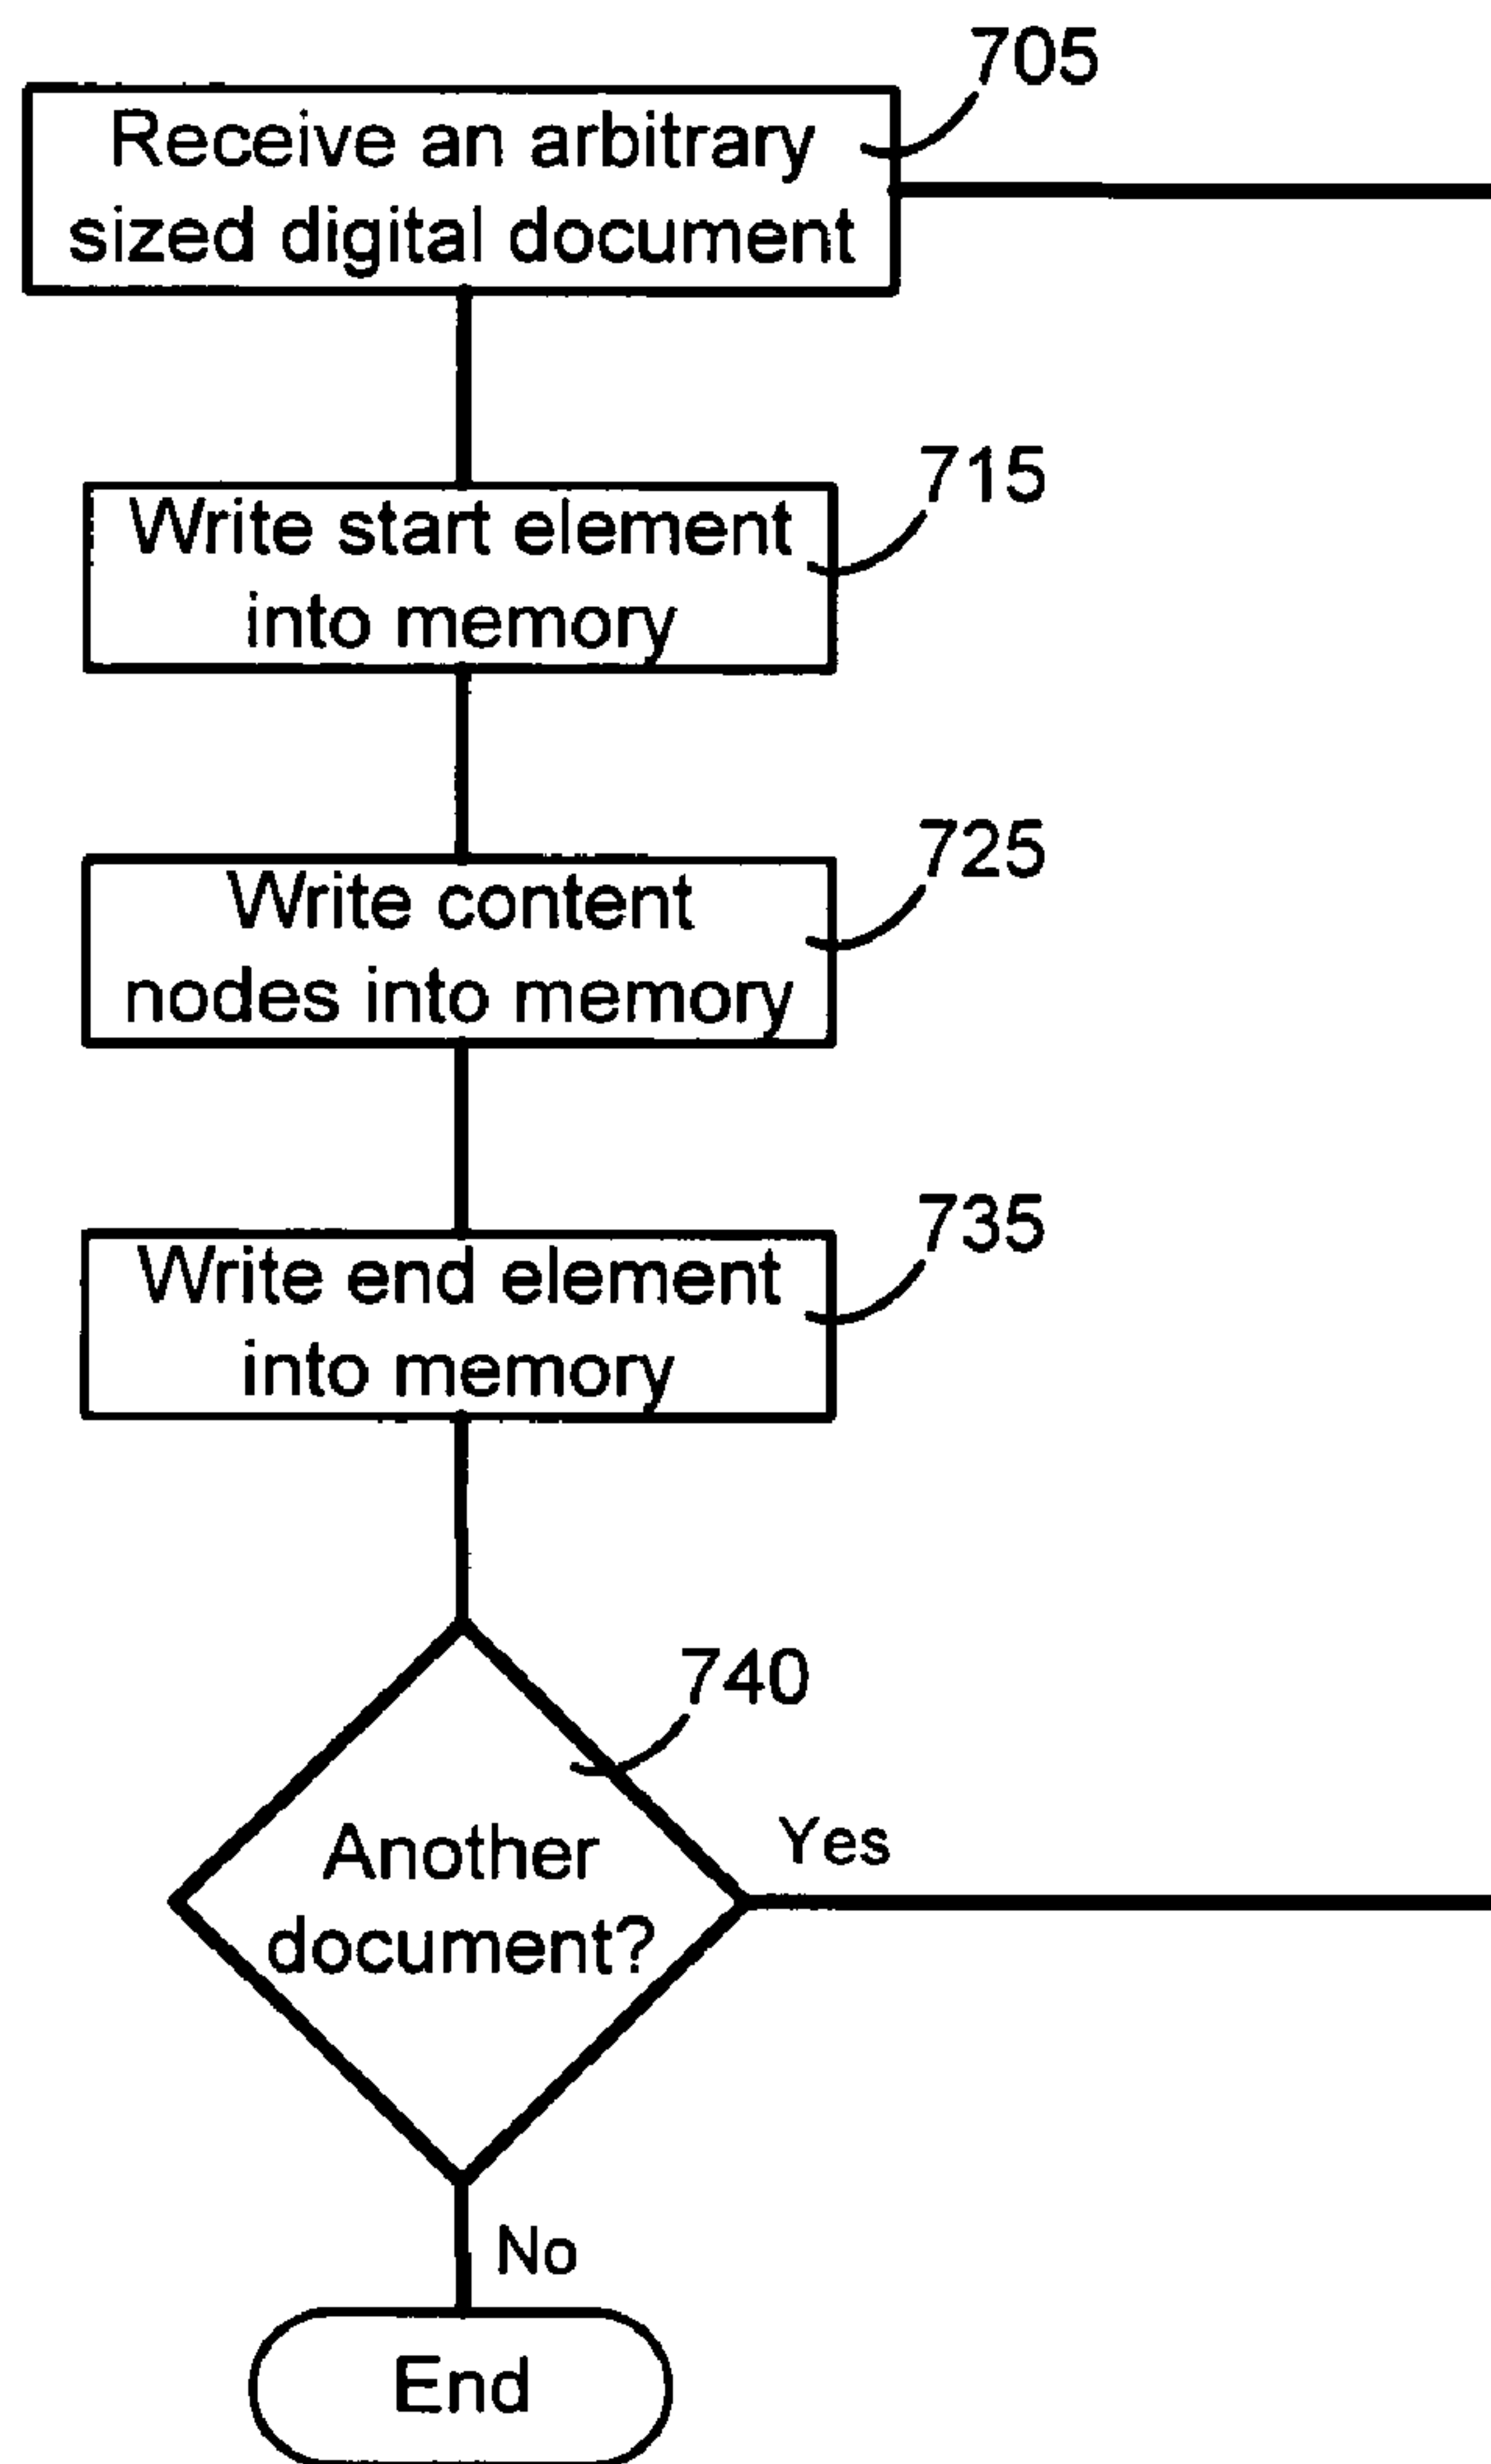 705
Receive an arbitrary
sized digital document
715
Write start element
into memory
725
Write content
nodes into memory
735
Write end element
into memory
740
Another
document?
Yes
No
End